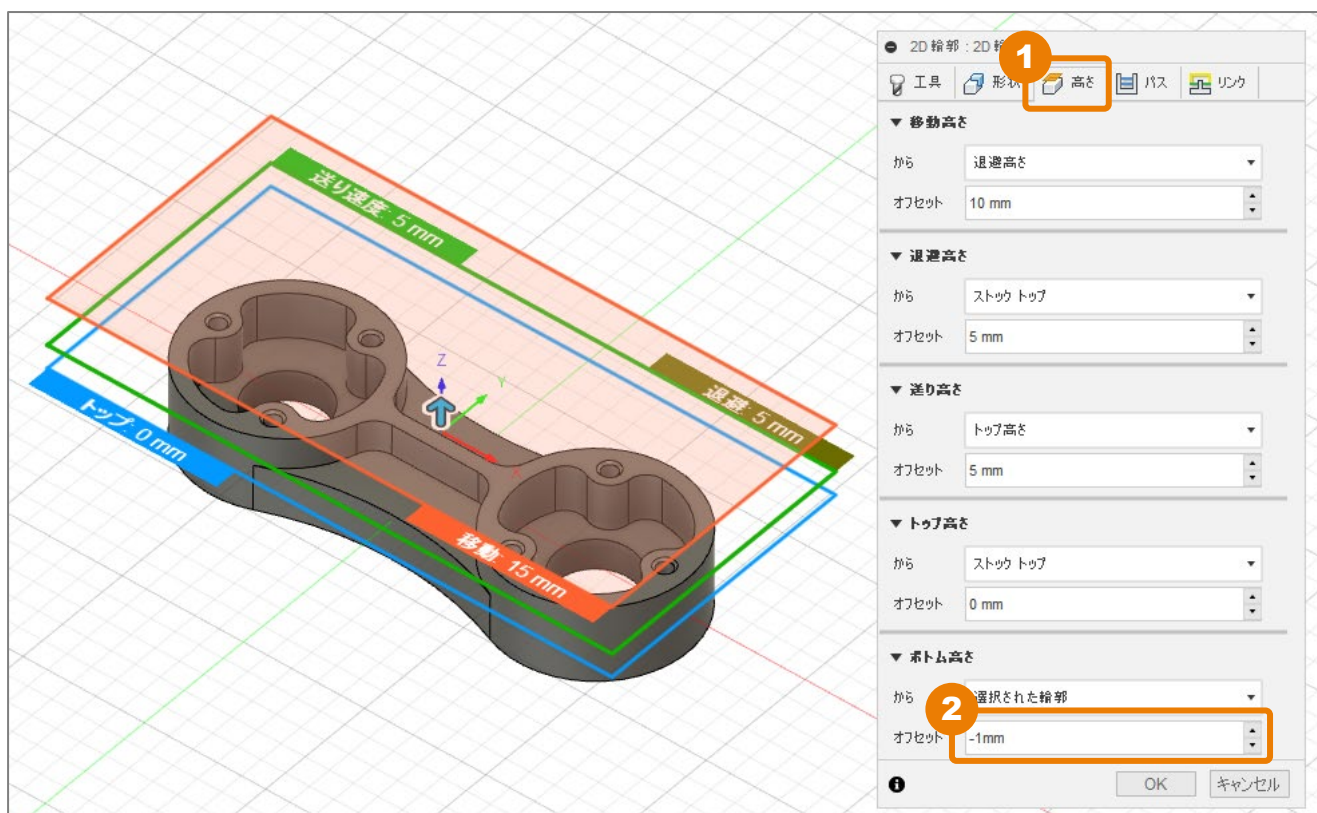 2D 輪郭 : 2D 輪
1
工具
形状
高さ
パス
リンク
▼ 移動高さ
から 退避高さ
オフセット 10 mm
▼ 退避高さ
から ストック トップ
オフセット 5 mm
▼ 送り高さ
から トップ高さ
オフセット 5 mm
▼ トップ高さ
から ストック トップ
オフセット 0 mm
▼ ボトム高さ
から 選択された輪郭
2
オフセット -1mm
OK キャンセル
送り速度: 5 mm
退避: 5 mm
トップ: 0 mm
移動: 15 mm
Z
Y
X